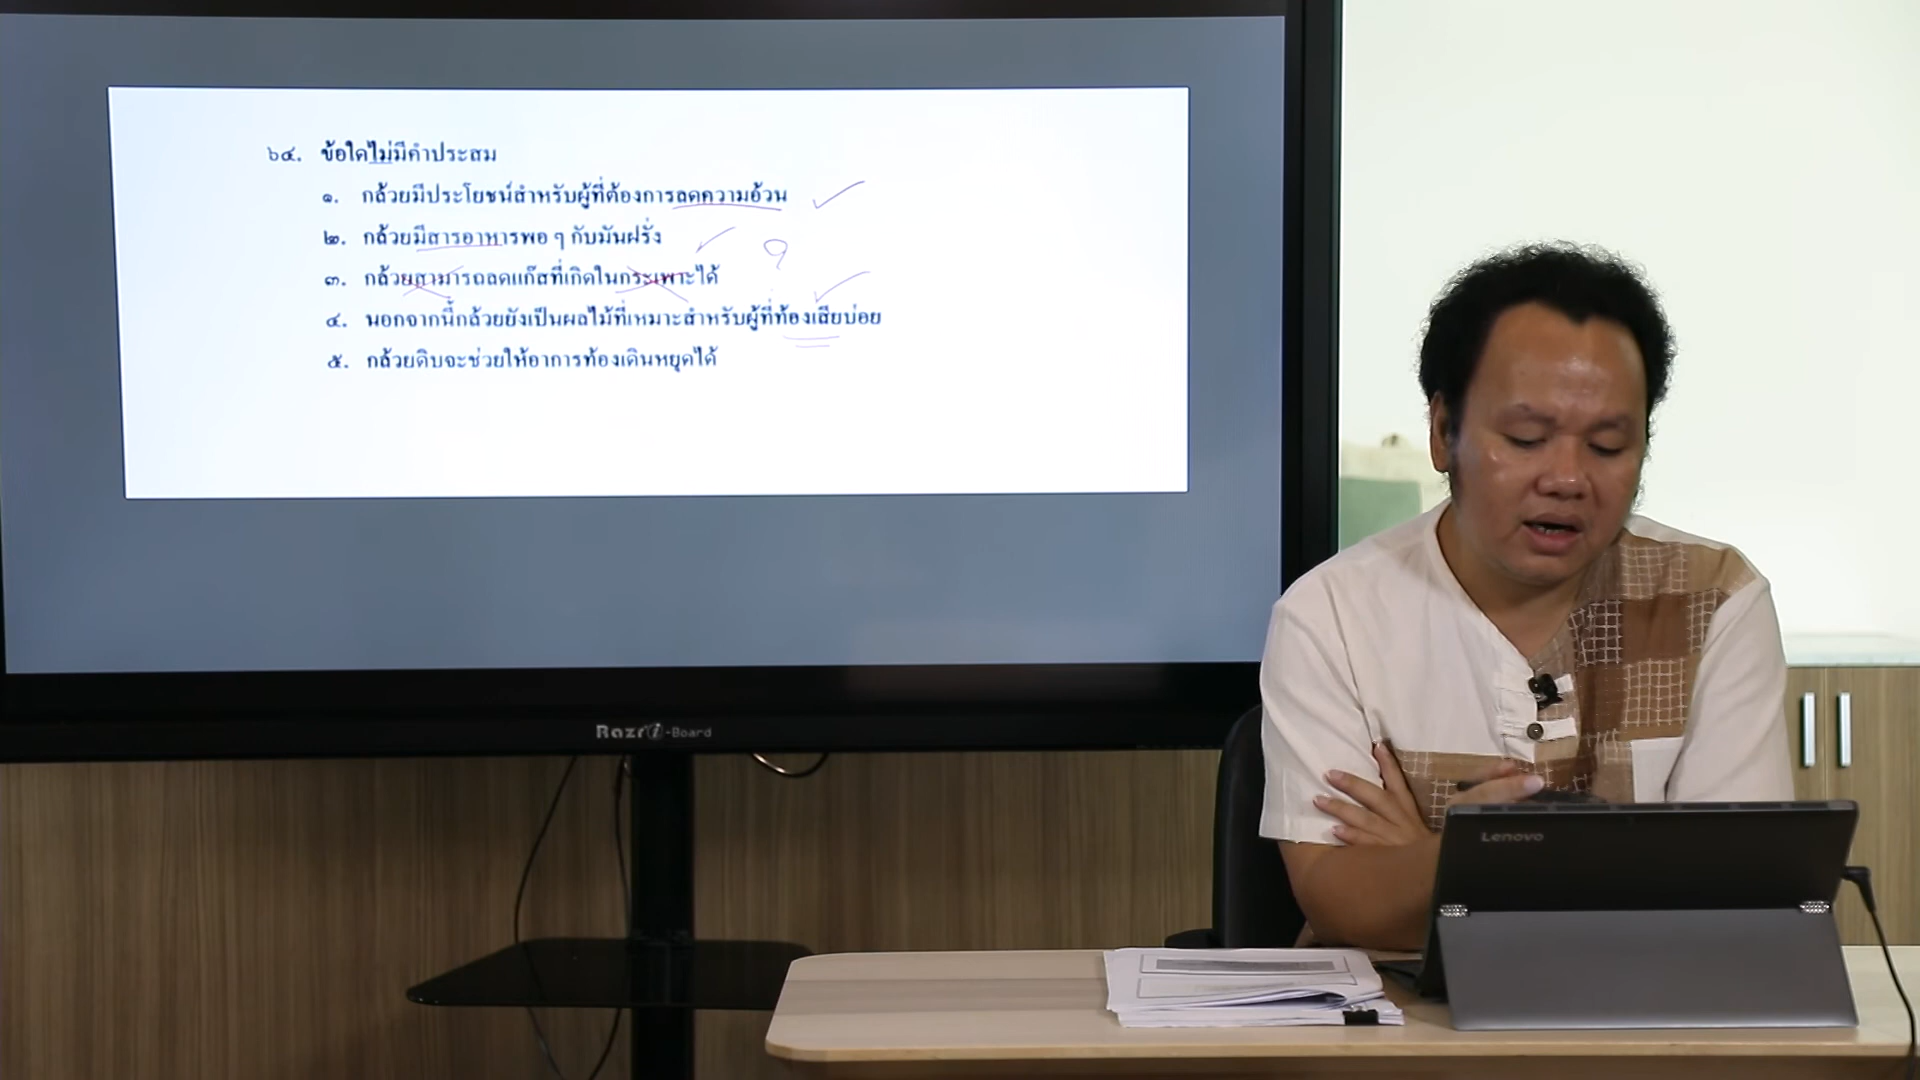 ๖๔. ข้อใดไม่มีคำประสม
๑. กล้วยมีประโยชน์สำหรับผู้ที่ต้องการลดความอ้วน
๒. กล้วยมีสารอาหารพอ ๆ กับมันฝรั่ง
๓. กล้วยสามารถลดแก๊สที่เกิดในกระเพาะได้
๔. นอกจากนี้กล้วยยังเป็นผลไม้ที่เหมาะสำหรับผู้ที่ท้องเสียบ่อย
๕. กล้วยดิบจะช่วยให้อาการท้องเดินหยุดได้
Razri-Board
Lenovo